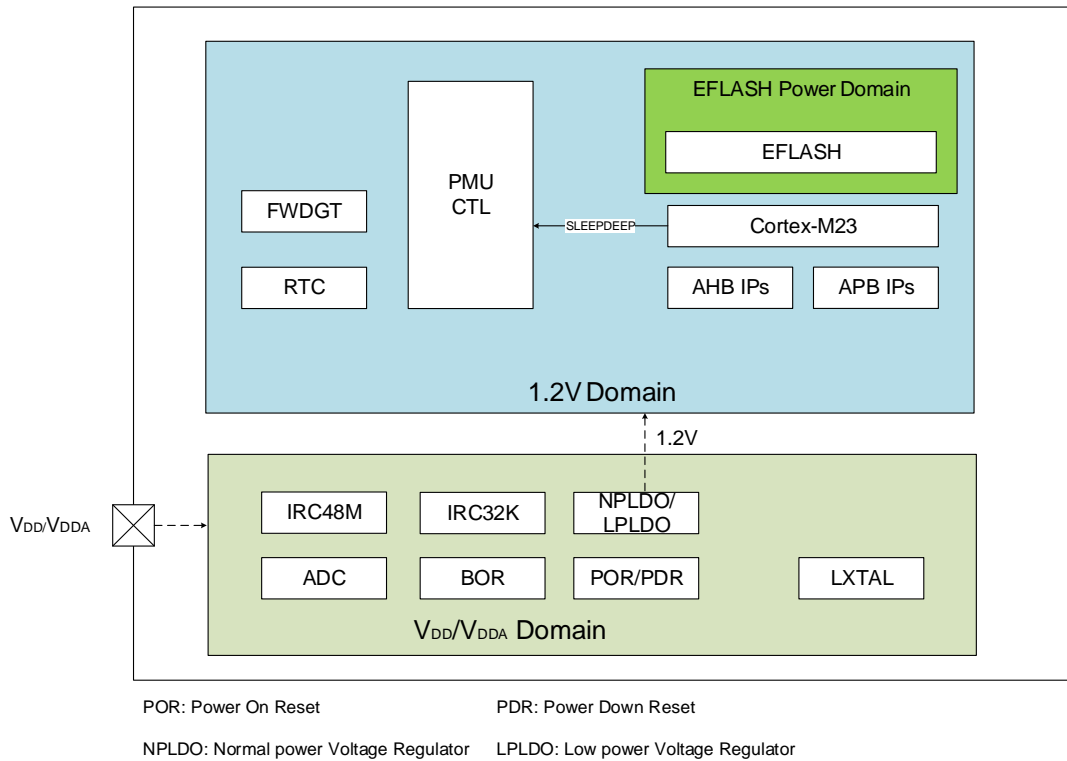 EFLASH Power Domain
EFLASH
PMU
CTL
FWDGT
SLEEPDEEP
Cortex-M23
RTC
AHB IPs
APB IPs
1.2V Domain
1.2V
VDD/VDDA
IRC48M
IRC32K
NPLDO/
LPLDO
ADC
BOR
POR/PDR
LXTAL
VDD/VDDA Domain
POR: Power On Reset
PDR: Power Down Reset
NPLDO: Normal power Voltage Regulator
LPLDO: Low power Voltage Regulator